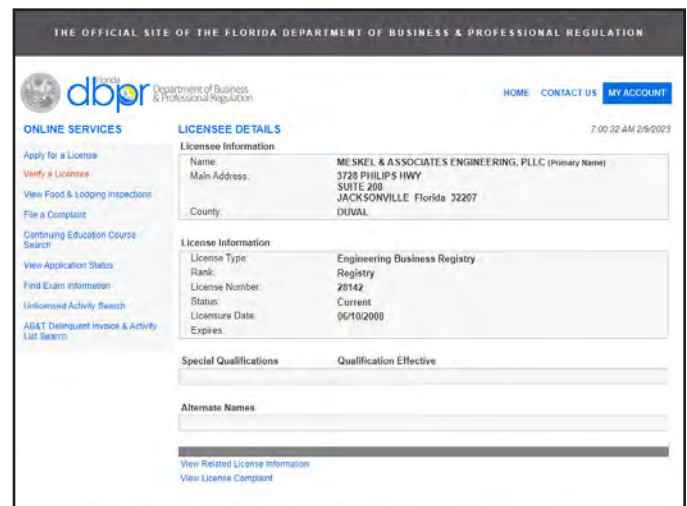 THE OFFICIAL SITE OF THE FLORIDA DEPARTMENT OF BUSINESS & PROFESSIONAL REGULATION
Florida
dbpr Department of Business
& Professional Regulation
HOME CONTACT US MY ACCOUNT
ONLINE SERVICES
Apply for a License
Verify a Licensee
View Food & Lodging Inspections
File a Complaint
Continuing Education Course
Search
View Application Status
Find Exam Information
Unlicensed Activity Search
AB&T Delinquent Invoice & Activity
List Search
LICENSEE DETAILS 7:00:32 AM 2/9/2023
Licensee Information
Name: MESKEL & ASSOCIATES ENGINEERING, PLLC (Primary Name)
Main Address: 3728 PHILIPS HWY
SUITE 208
JACKSONVILLE Florida 32207
County: DUVAL
License Information
License Type: Engineering Business Registry
Rank: Registry
License Number: 28142
Status: Current
Licensure Date: 06/10/2008
Expires:
Special Qualifications Qualification Effective
Alternate Names
View Related License Information
View License Complaint